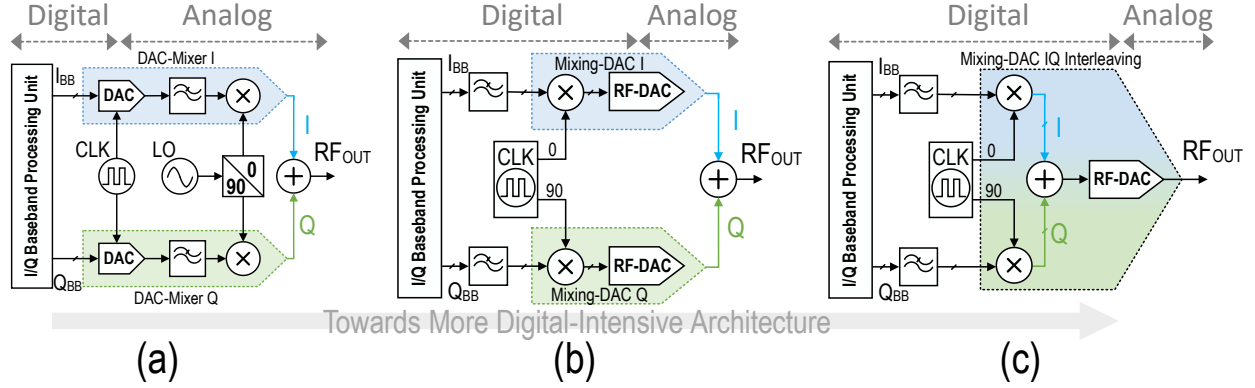 Digital Analog
DAC-Mixer I
I/Q Baseband Processing Unit
IBB
DAC
I
CLK
LO
0
90
RFOUT
Q
DAC
QBB
DAC-Mixer Q
(a)
Digital Analog
Mixing-DAC I
I/Q Baseband Processing Unit
IBB
RF-DAC
I
CLK
0
90
RFOUT
Q
RF-DAC
QBB
Mixing-DAC Q
(b)
Digital Analog
Mixing-DAC IQ Interleaving
I/Q Baseband Processing Unit
IBB
I
CLK
0
90
RF-DAC
RFOUT
Q
QBB
(c)
Towards More Digital-Intensive Architecture